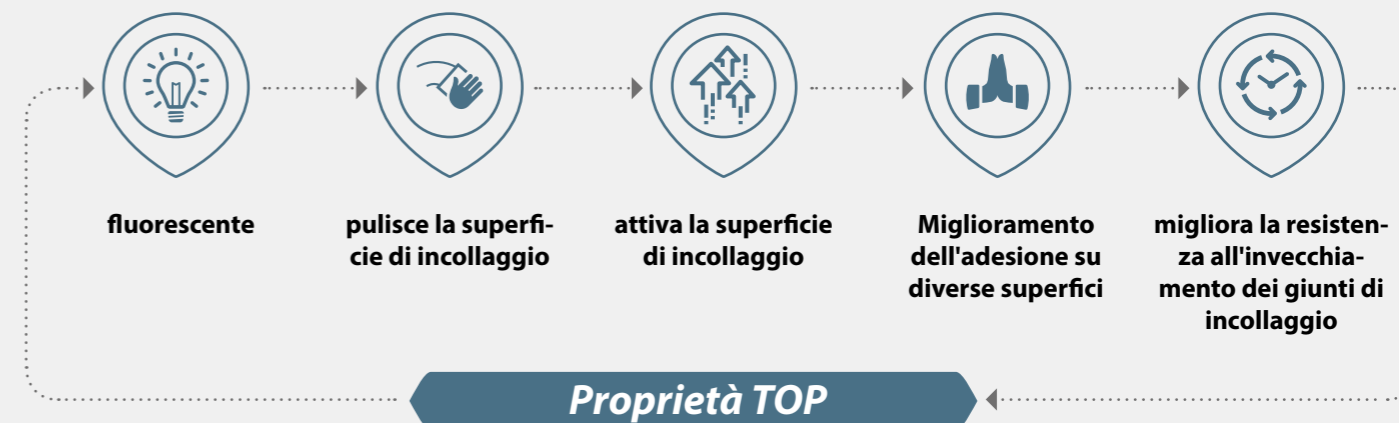 fluorescente
pulisce la superfi-
cie di incollaggio
attiva la superficie
di incollaggio
Miglioramento
dell'adesione su
diverse superfici
migliora la resisten-
za all'invecchia-
mento dei giunti di
incollaggio
Proprietà TOP